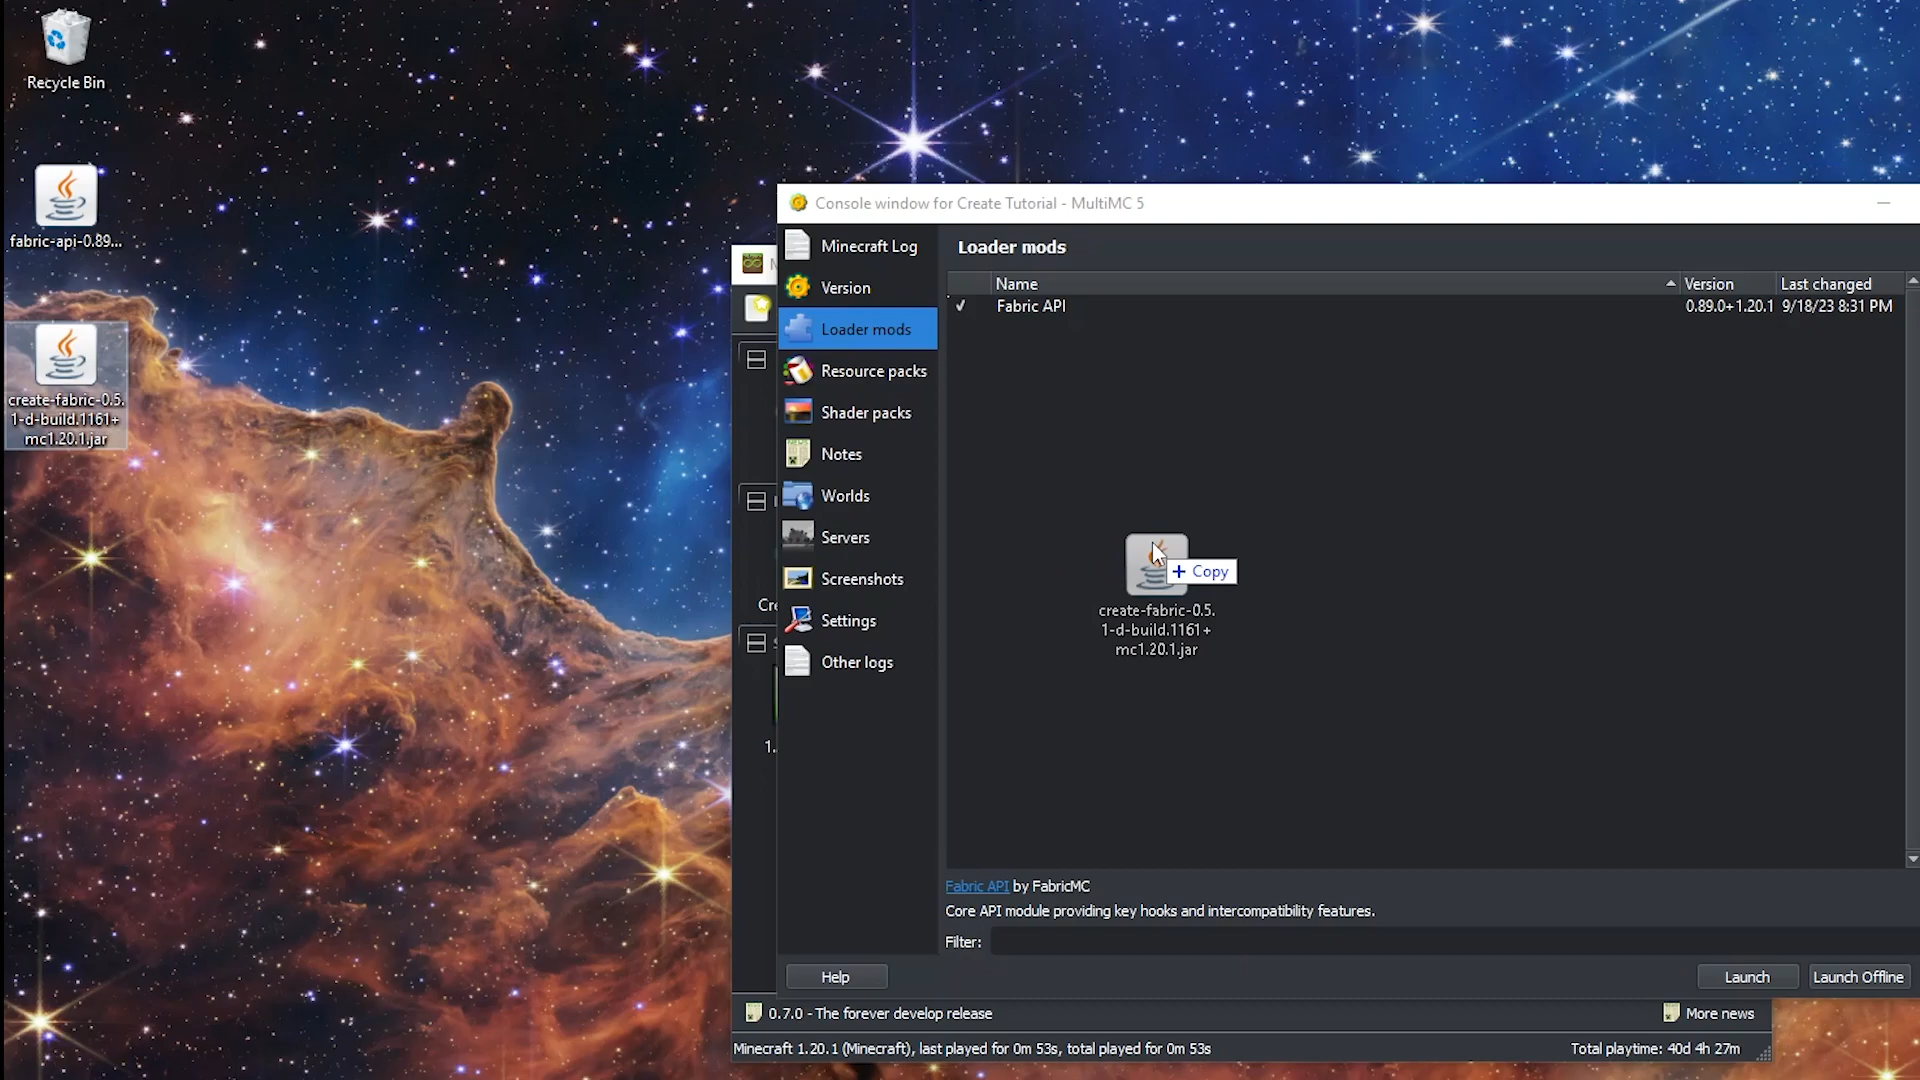 Recycle Bin
fabric-api-0.89...
create-fabric-0.5.
1-d-build.1161+
mc1.20.1.jar
Console window for Create Tutorial - MultiMC 5
Minecraft Log
Version
Loader mods
Resource packs
Shader packs
Notes
Worlds
Servers
Screenshots
Settings
Other logs
Loader mods
Name Version Last changed
Fabric API 0.89.0+1.20.1 9/18/23 8:31 PM
+ Copy
create-fabric-0.5.
1-d-build.1161+
mc1.20.1.jar
Fabric API by FabricMC
Core API module providing key hooks and intercompatibility features.
Filter:
Help
Launch
Launch Offline
Cre
1.
0.7.0 - The forever develop release
More news
Minecraft 1.20.1 (Minecraft), last played for 0m 53s, total played for 0m 53s
Total playtime: 40d 4h 27m